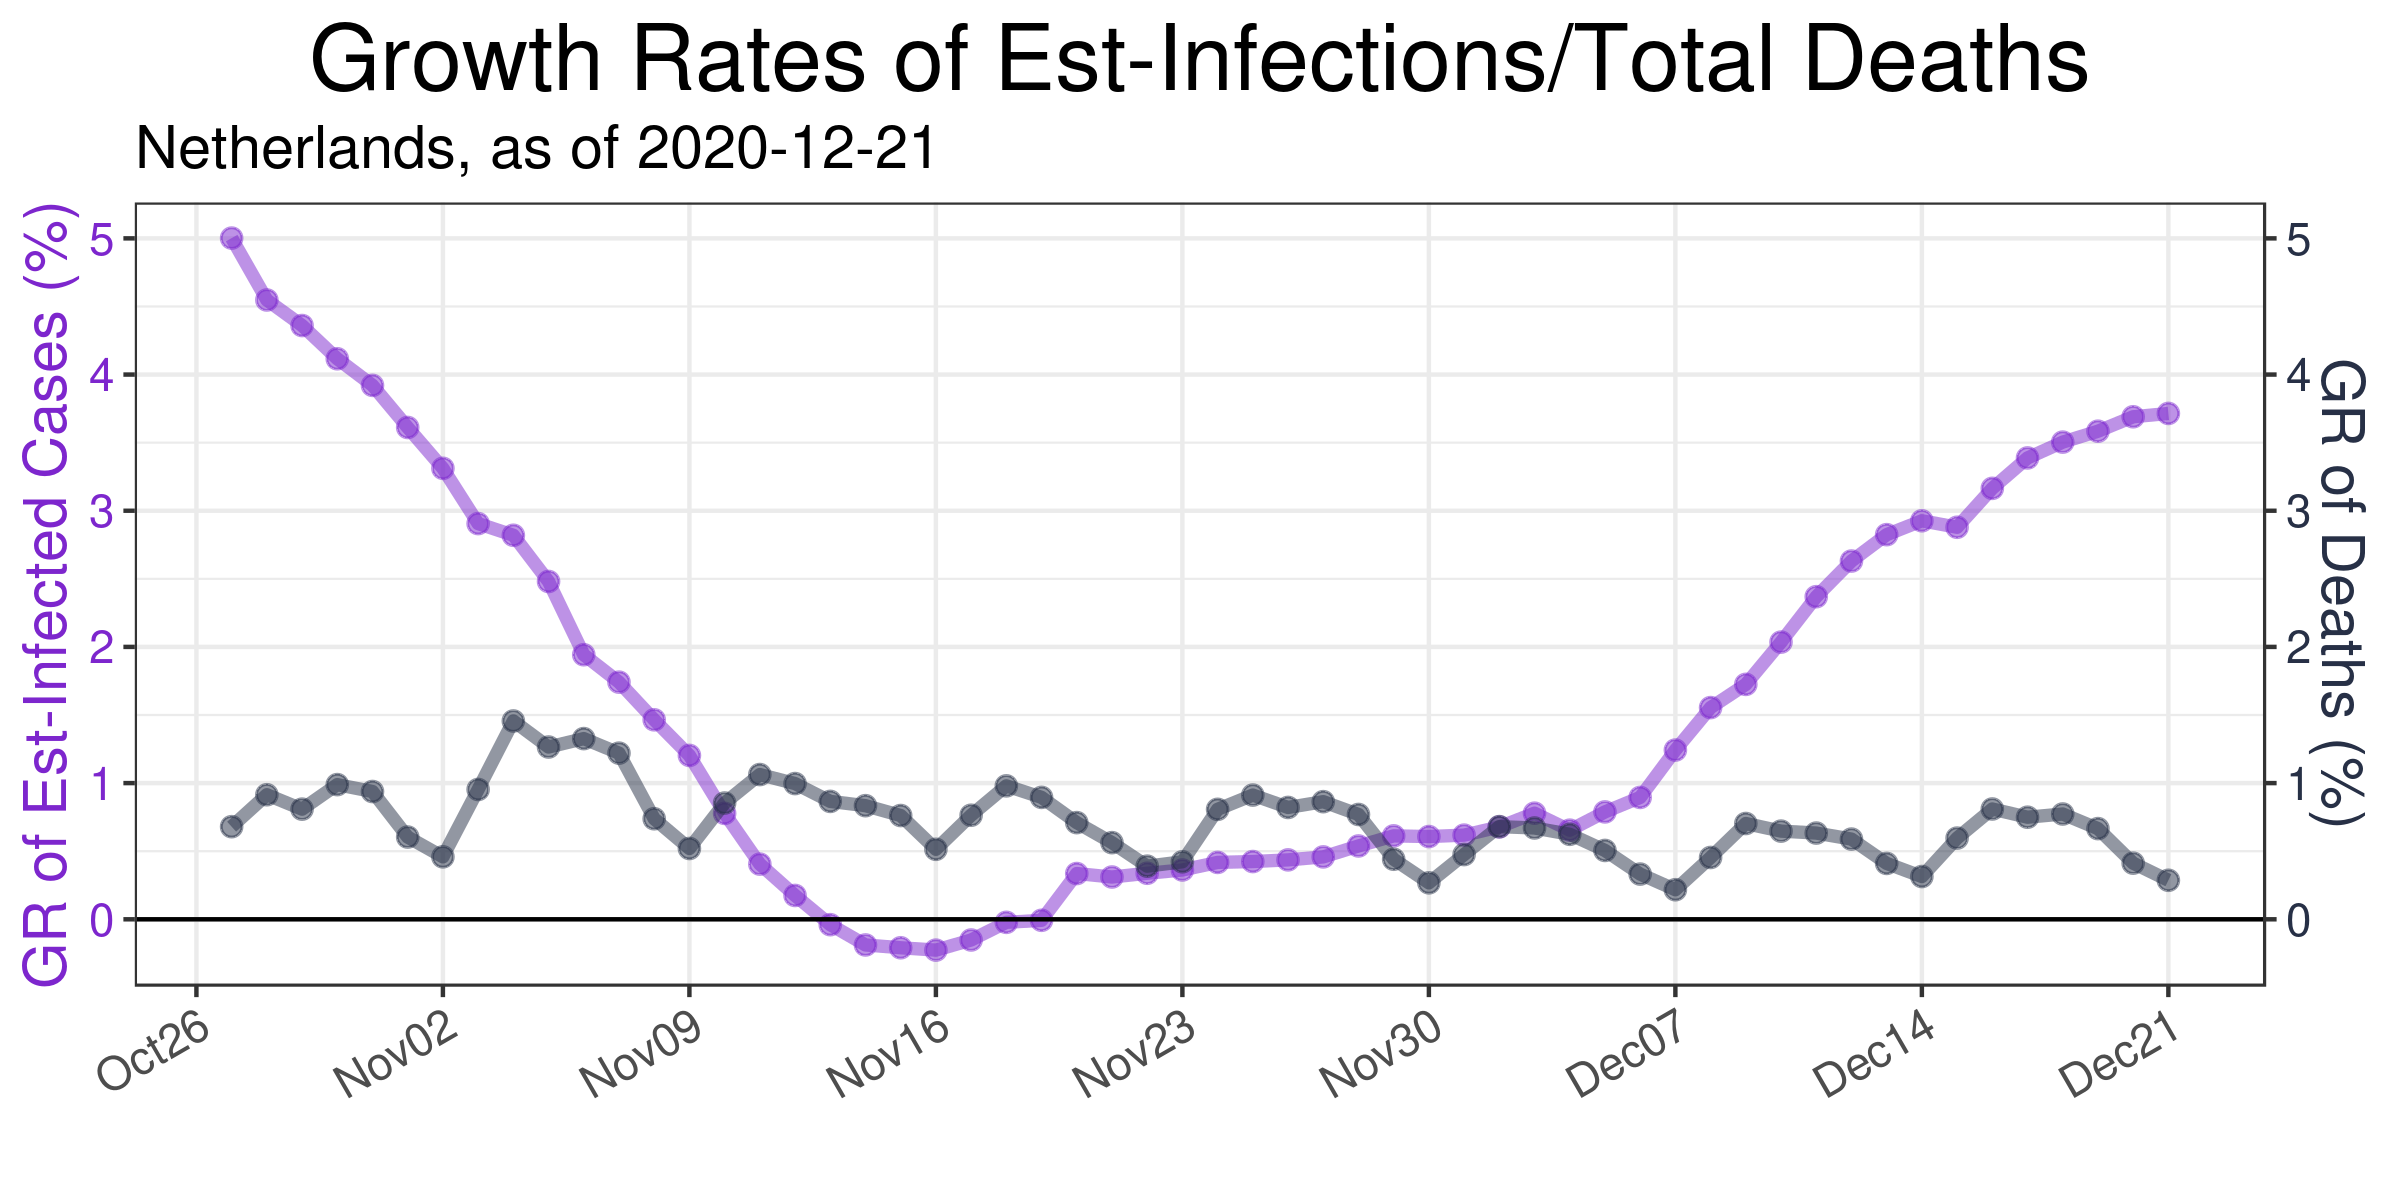 Growth Rates of Est-Infections/Total Deaths
Netherlands, as of 2020-12-21
GR of Est-Infected Cases (%)
5
4
3
2
1
0
5
4
3
2
1
0
GR of Deaths (%)
Oct26
Nov02
Nov09
Nov16
Nov23
Nov30
Dec07
Dec14
Dec21